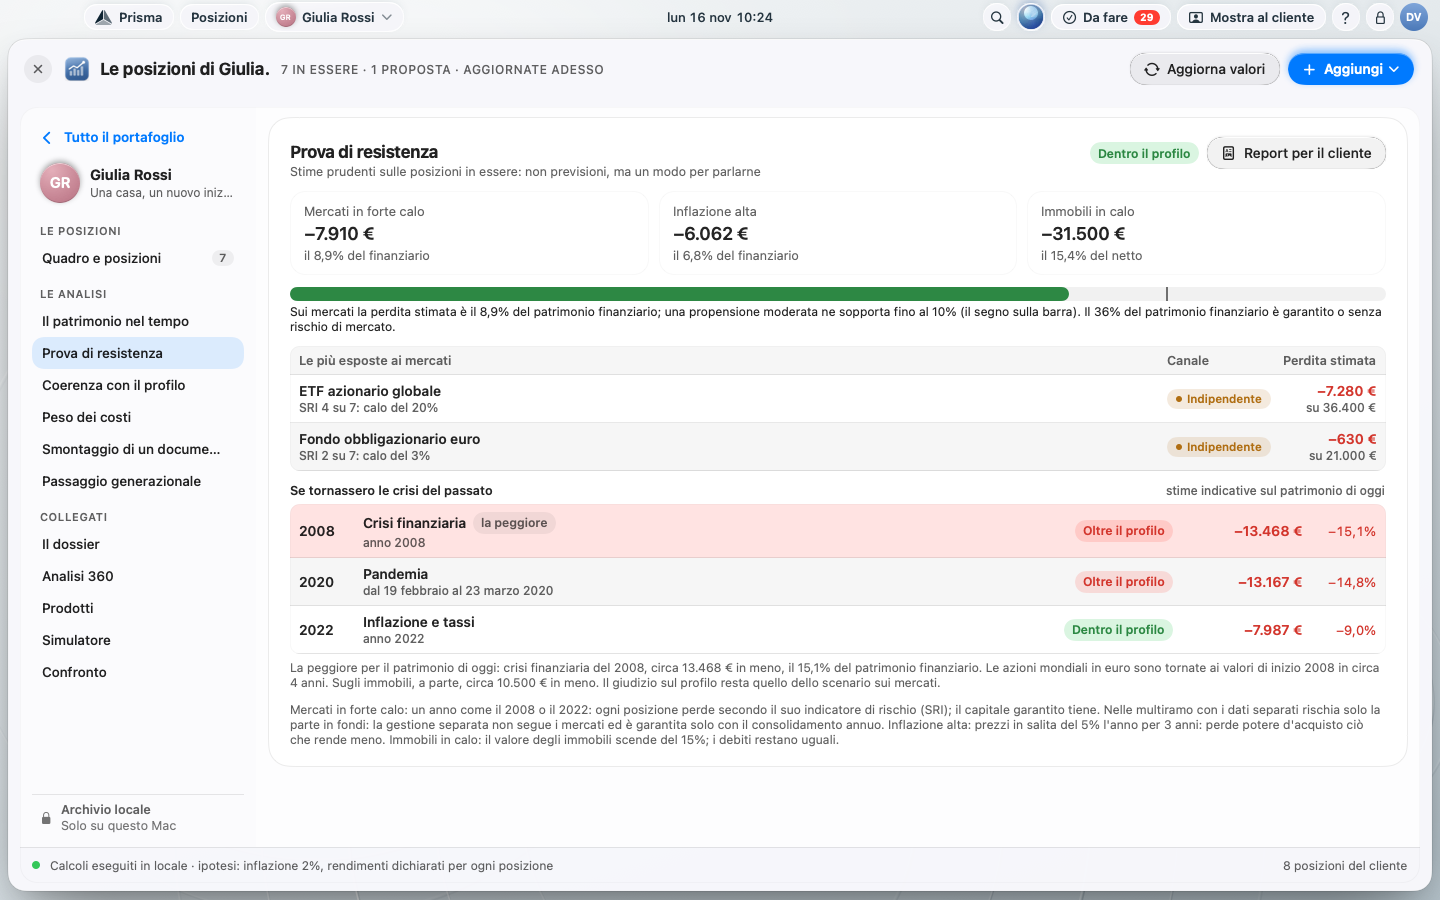 Prisma
Posizioni
GR Giulia Rossi
lun 16 nov 10:24
Da fare 29
Mostra al cliente
?
DV
Le posizioni di Giulia.
7 IN ESSERE · 1 PROPOSTA · AGGIORNATE ADESSO
Aggiorna valori
+ Aggiungi
Tutto il portafoglio
GR
Giulia Rossi
Una casa, un nuovo iniz...
LE POSIZIONI
Quadro e posizioni 7
LE ANALISI
Il patrimonio nel tempo
Prova di resistenza
Coerenza con il profilo
Peso dei costi
Smontaggio di un docume...
Passaggio generazionale
COLLEGATI
Il dossier
Analisi 360
Prodotti
Simulatore
Confronto
Archivio locale
Solo su questo Mac
Prova di resistenza
Stime prudenti sulle posizioni in essere: non previsioni, ma un modo per parlarne
Dentro il profilo
Report per il cliente
Mercati in forte calo
−7.910 €
il 8,9% del finanziario
Inflazione alta
−6.062 €
il 6,8% del finanziario
Immobili in calo
−31.500 €
il 15,4% del netto
Sui mercati la perdita stimata è il 8,9% del patrimonio finanziario; una propensione moderata ne sopporta fino al 10% (il segno sulla barra). Il 36% del patrimonio finanziario è garantito o senza
rischio di mercato.
Le più esposte ai mercati Canale Perdita stimata
ETF azionario globale
SRI 4 su 7: calo del 20%
Indipendente
−7.280 €
su 36.400 €
Fondo obbligazionario euro
SRI 2 su 7: calo del 3%
Indipendente
−630 €
su 21.000 €
Se tornassero le crisi del passato
stime indicative sul patrimonio di oggi
2008
Crisi finanziaria la peggiore
anno 2008
Oltre il profilo
−13.468 € −15,1%
2020
Pandemia
dal 19 febbraio al 23 marzo 2020
Oltre il profilo
−13.167 € −14,8%
2022
Inflazione e tassi
anno 2022
Dentro il profilo
−7.987 € −9,0%
La peggiore per il patrimonio di oggi: crisi finanziaria del 2008, circa 13.468 € in meno, il 15,1% del patrimonio finanziario. Le azioni mondiali in euro sono tornate ai valori di inizio 2008 in circa
4 anni. Sugli immobili, a parte, circa 10.500 € in meno. Il giudizio sul profilo resta quello dello scenario sui mercati.
Mercati in forte calo: un anno come il 2008 o il 2022: ogni posizione perde secondo il suo indicatore di rischio (SRI); il capitale garantito tiene. Nelle multiramo con i dati separati rischia solo la
parte in fondi: la gestione separata non segue i mercati ed è garantita solo con il consolidamento annuo. Inflazione alta: prezzi in salita del 5% l'anno per 3 anni: perde potere d'acquisto ciò
che rende meno. Immobili in calo: il valore degli immobili scende del 15%; i debiti restano uguali.
Calcoli eseguiti in locale · ipotesi: inflazione 2%, rendimenti dichiarati per ogni posizione
8 posizioni del cliente